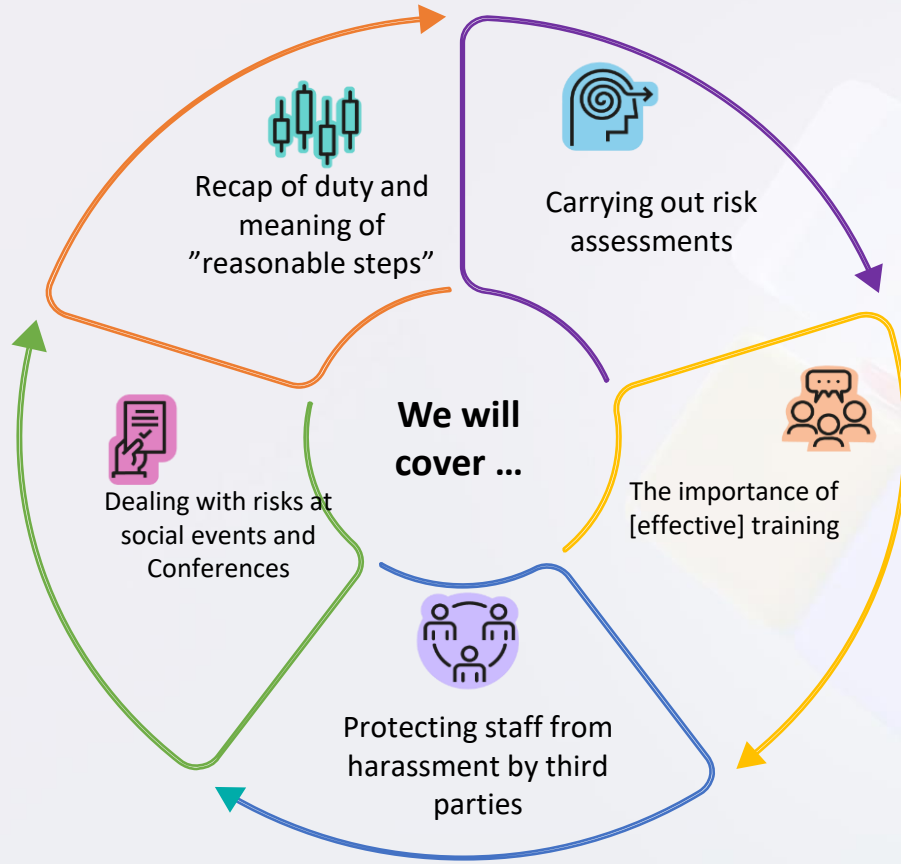 We will
cover ...
Recap of duty and
meaning of
”reasonable steps”
Carrying out risk
assessments
The importance of
[effective] training
Protecting staff from
harassment by third
parties
Dealing with risks at
social events and
Conferences